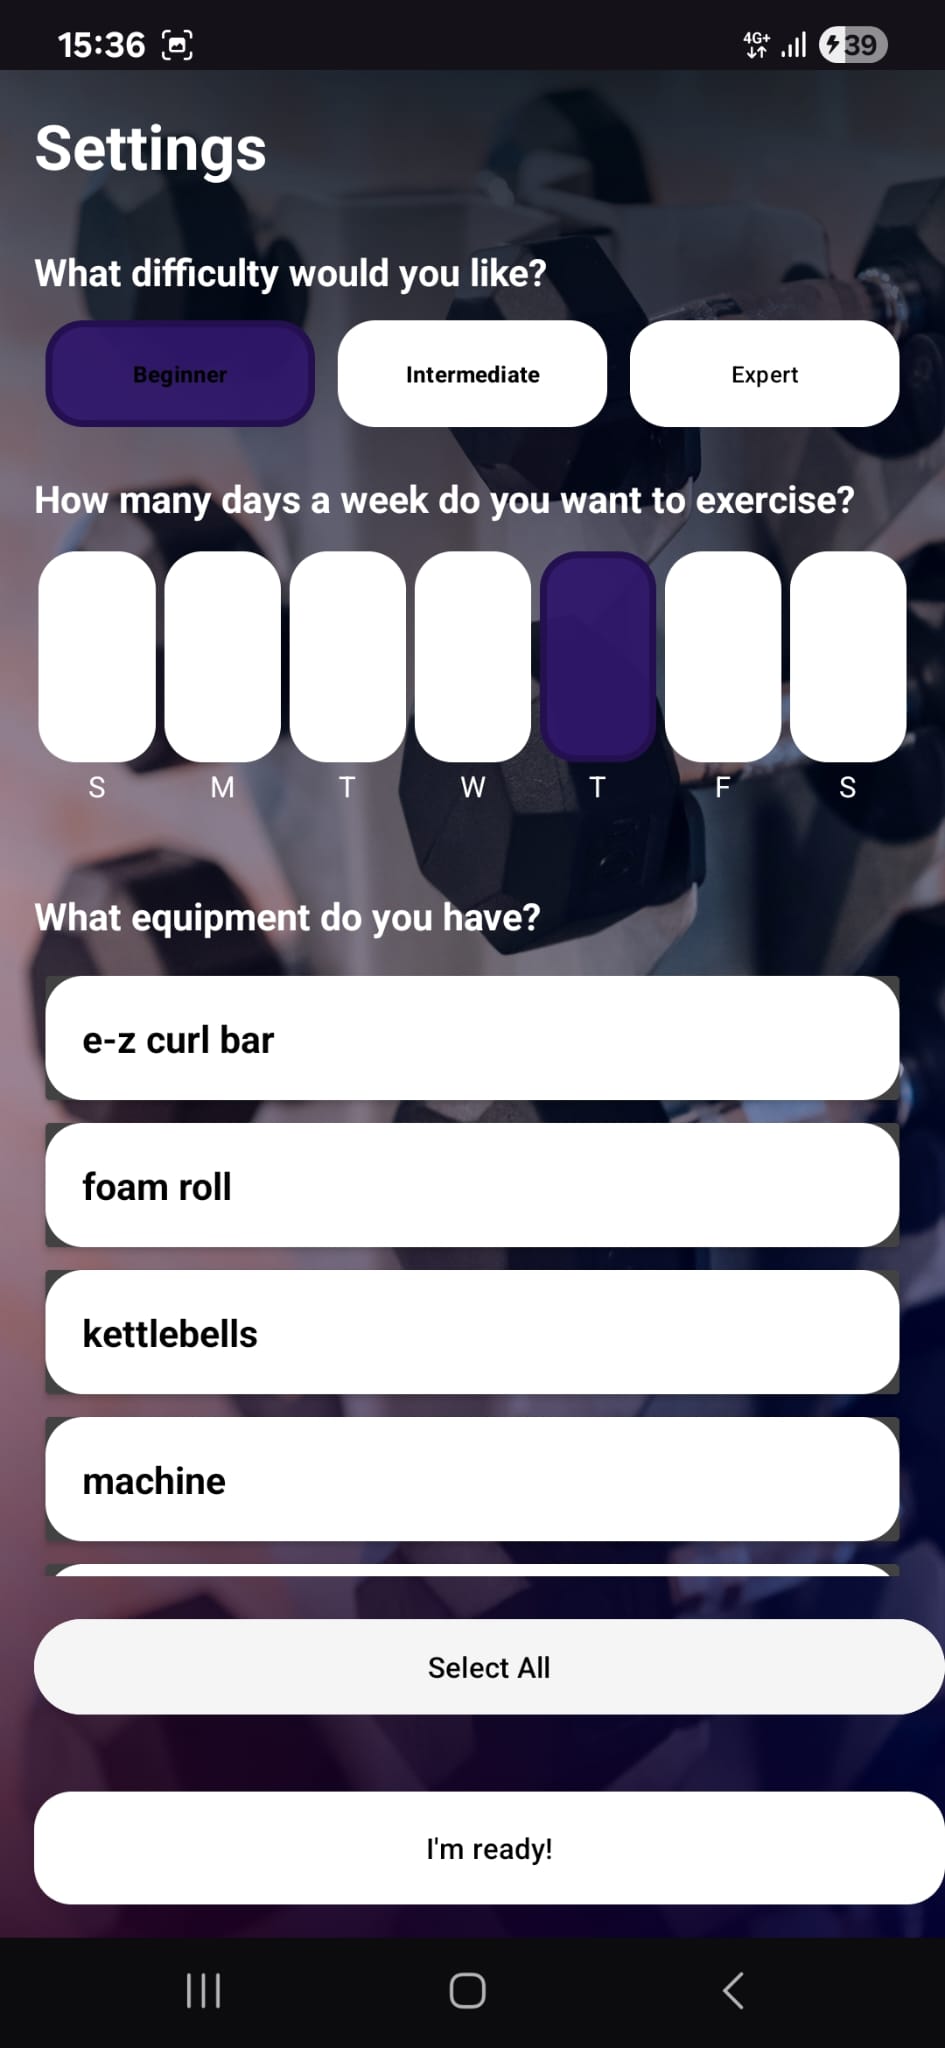 15:36
4G+
39
Settings
What difficulty would you like?
Beginner Intermediate Expert
How many days a week do you want to exercise?
S M T W T F S
What equipment do you have?
e-z curl bar
foam roll
kettlebells
machine
Select All
I'm ready!